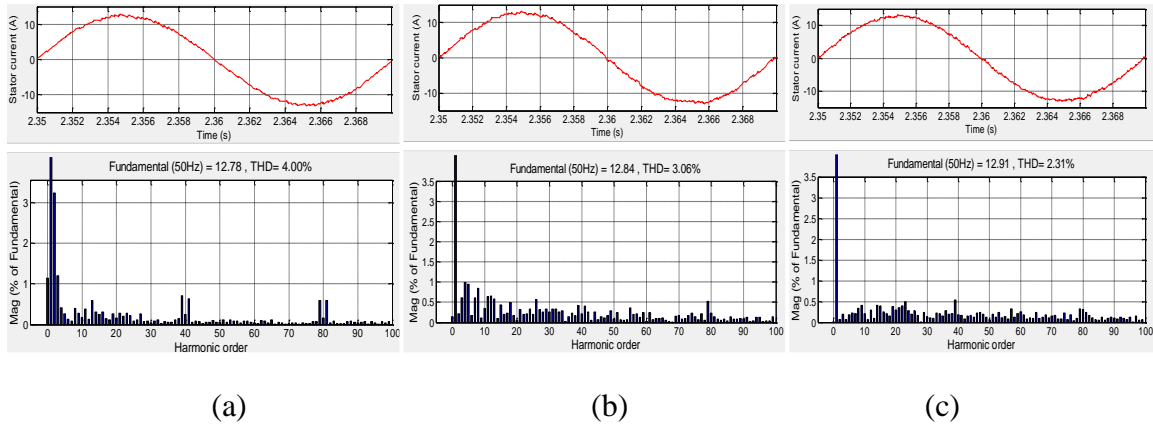 Stator current (A)
10
0
-10
2.35 2.352 2.354 2.356 2.358 2.36 2.362 2.364 2.366 2.368
Time (s)
Fundamental (50Hz) = 12.78 , THD= 4.00%
Mag (% of Fundamental)
3
2
1
0
0 10 20 30 40 50 60 70 80 90 100
Harmonic order
(a)
Stator current (A)
10
0
-10
2.35 2.352 2.354 2.356 2.358 2.36 2.362 2.364 2.366 2.368
Time (s)
Fundamental (50Hz) = 12.84 , THD= 3.06%
Mag (% of Fundamental)
3.5
3
2.5
2
1.5
1
0.5
0
0 10 20 30 40 50 60 70 80 90 100
Harmonic order
(b)
Stator current (A)
10
0
-10
2.35 2.352 2.354 2.356 2.358 2.36 2.362 2.364 2.366 2.368
Time (s)
Fundamental (50Hz) = 12.91 , THD= 2.31%
Mag (% of Fundamental)
3.5
3
2.5
2
1.5
1
0.5
0
0 10 20 30 40 50 60 70 80 90 100
Harmonic order
(c)